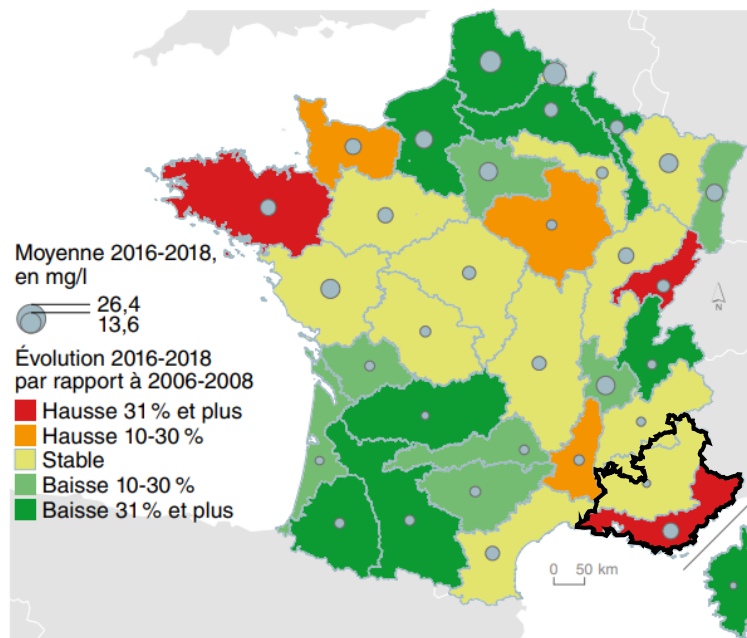 Moyenne 2016-2018,
en mg/l
26,4
13,6
Évolution 2016-2018
par rapport à 2006-2008
Hausse 31 % et plus
Hausse 10-30 %
Stable
Baisse 10-30 %
Baisse 31 % et plus
N
0 50 km